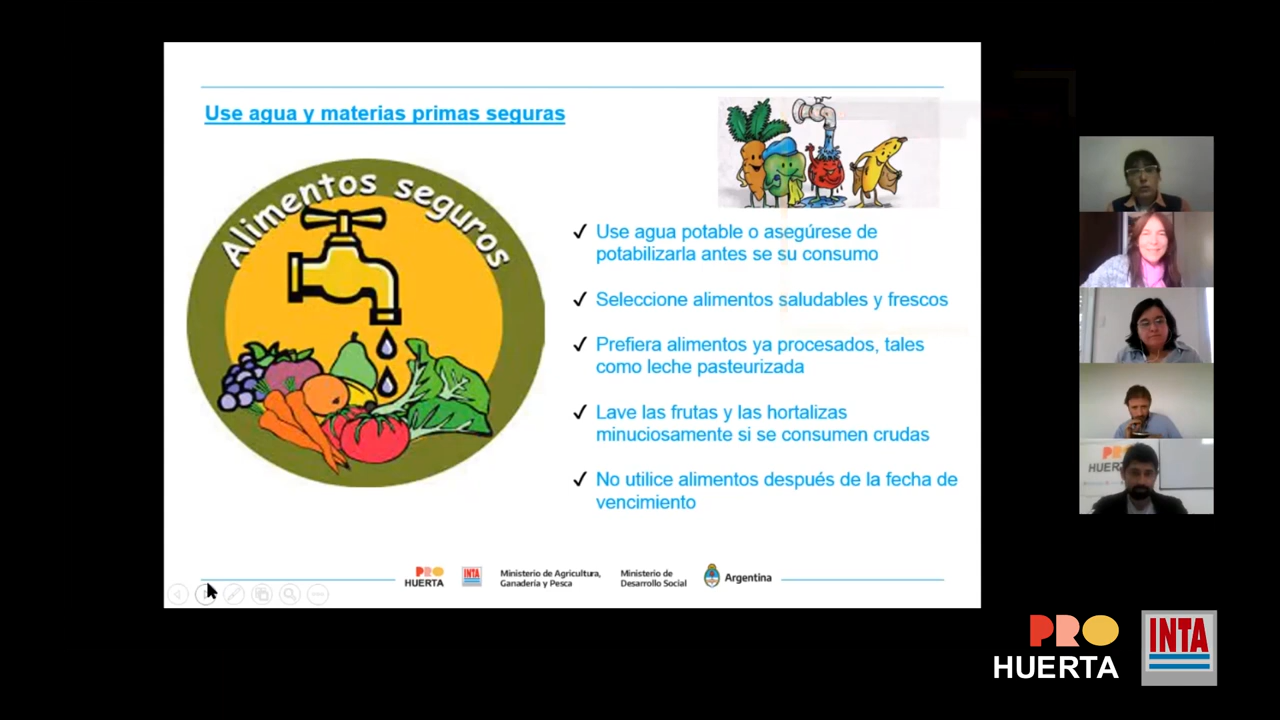 Use agua y materias primas seguras
Alimentos seguros
✓ Use agua potable o asegúrese de
potabilizarla antes se su consumo
✓ Seleccione alimentos saludables y frescos
✓ Prefiera alimentos ya procesados, tales
como leche pasteurizada
✓ Lave las frutas y las hortalizas
minuciosamente si se consumen crudas
✓ No utilice alimentos después de la fecha de
vencimiento
PRO
HUERTA
INTA
Ministerio de Agricultura,
Ganadería y Pesca
Ministerio de
Desarrollo Social
Argentina
PRO
HUERTA
PRO
HUERTA
INTA